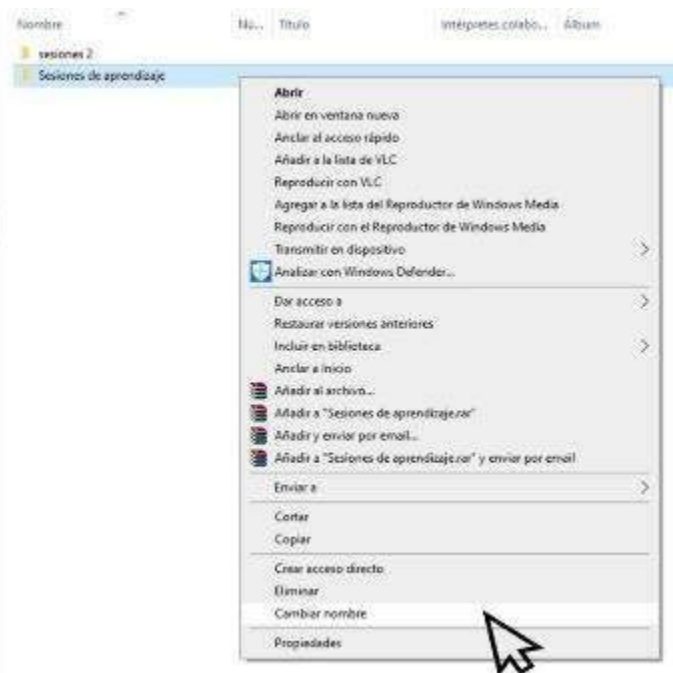 Nombre Nú... Título Intérpretes colabo... Álbum
sesiones 2
Sesiones de aprendizaje
Abrir
Abrir en ventana nueva
Anclar al acceso rápido
Añadir a la lista de VLC
Reproducir con VLC
Agregar a la lista del Reproductor de Windows Media
Reproducir con el Reproductor de Windows Media
Transmitir en dispositivo
Analizar con Windows Defender...
Dar acceso a
Restaurar versiones anteriores
Incluir en biblioteca
Anclar a Inicio
Añadir al archivo...
Añadir a "Sesiones de aprendizaje.rar"
Añadir y enviar por email...
Añadir a "Sesiones de aprendizaje.rar" y enviar por email
Enviar a
Cortar
Copiar
Crear acceso directo
Eliminar
Cambiar nombre
Propiedades